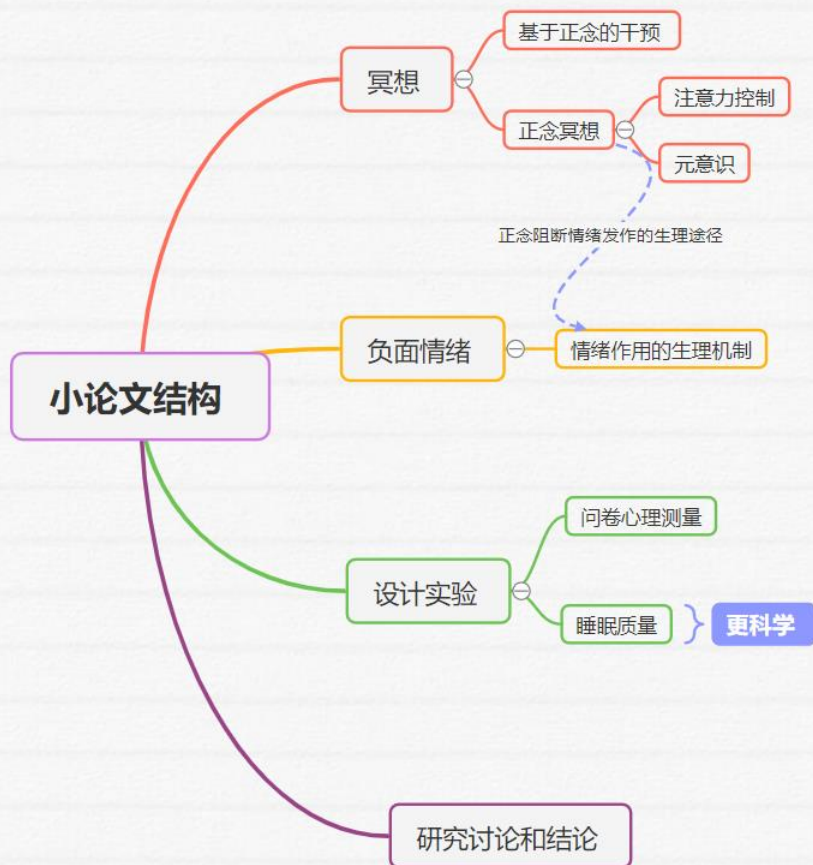 小论文结构
冥想
基于正念的干预
正念冥想
注意力控制
元意识
正念阻断情绪发作的生理途径
负面情绪
情绪作用的生理机制
设计实验
问卷心理测量
睡眠质量
更科学
研究讨论和结论